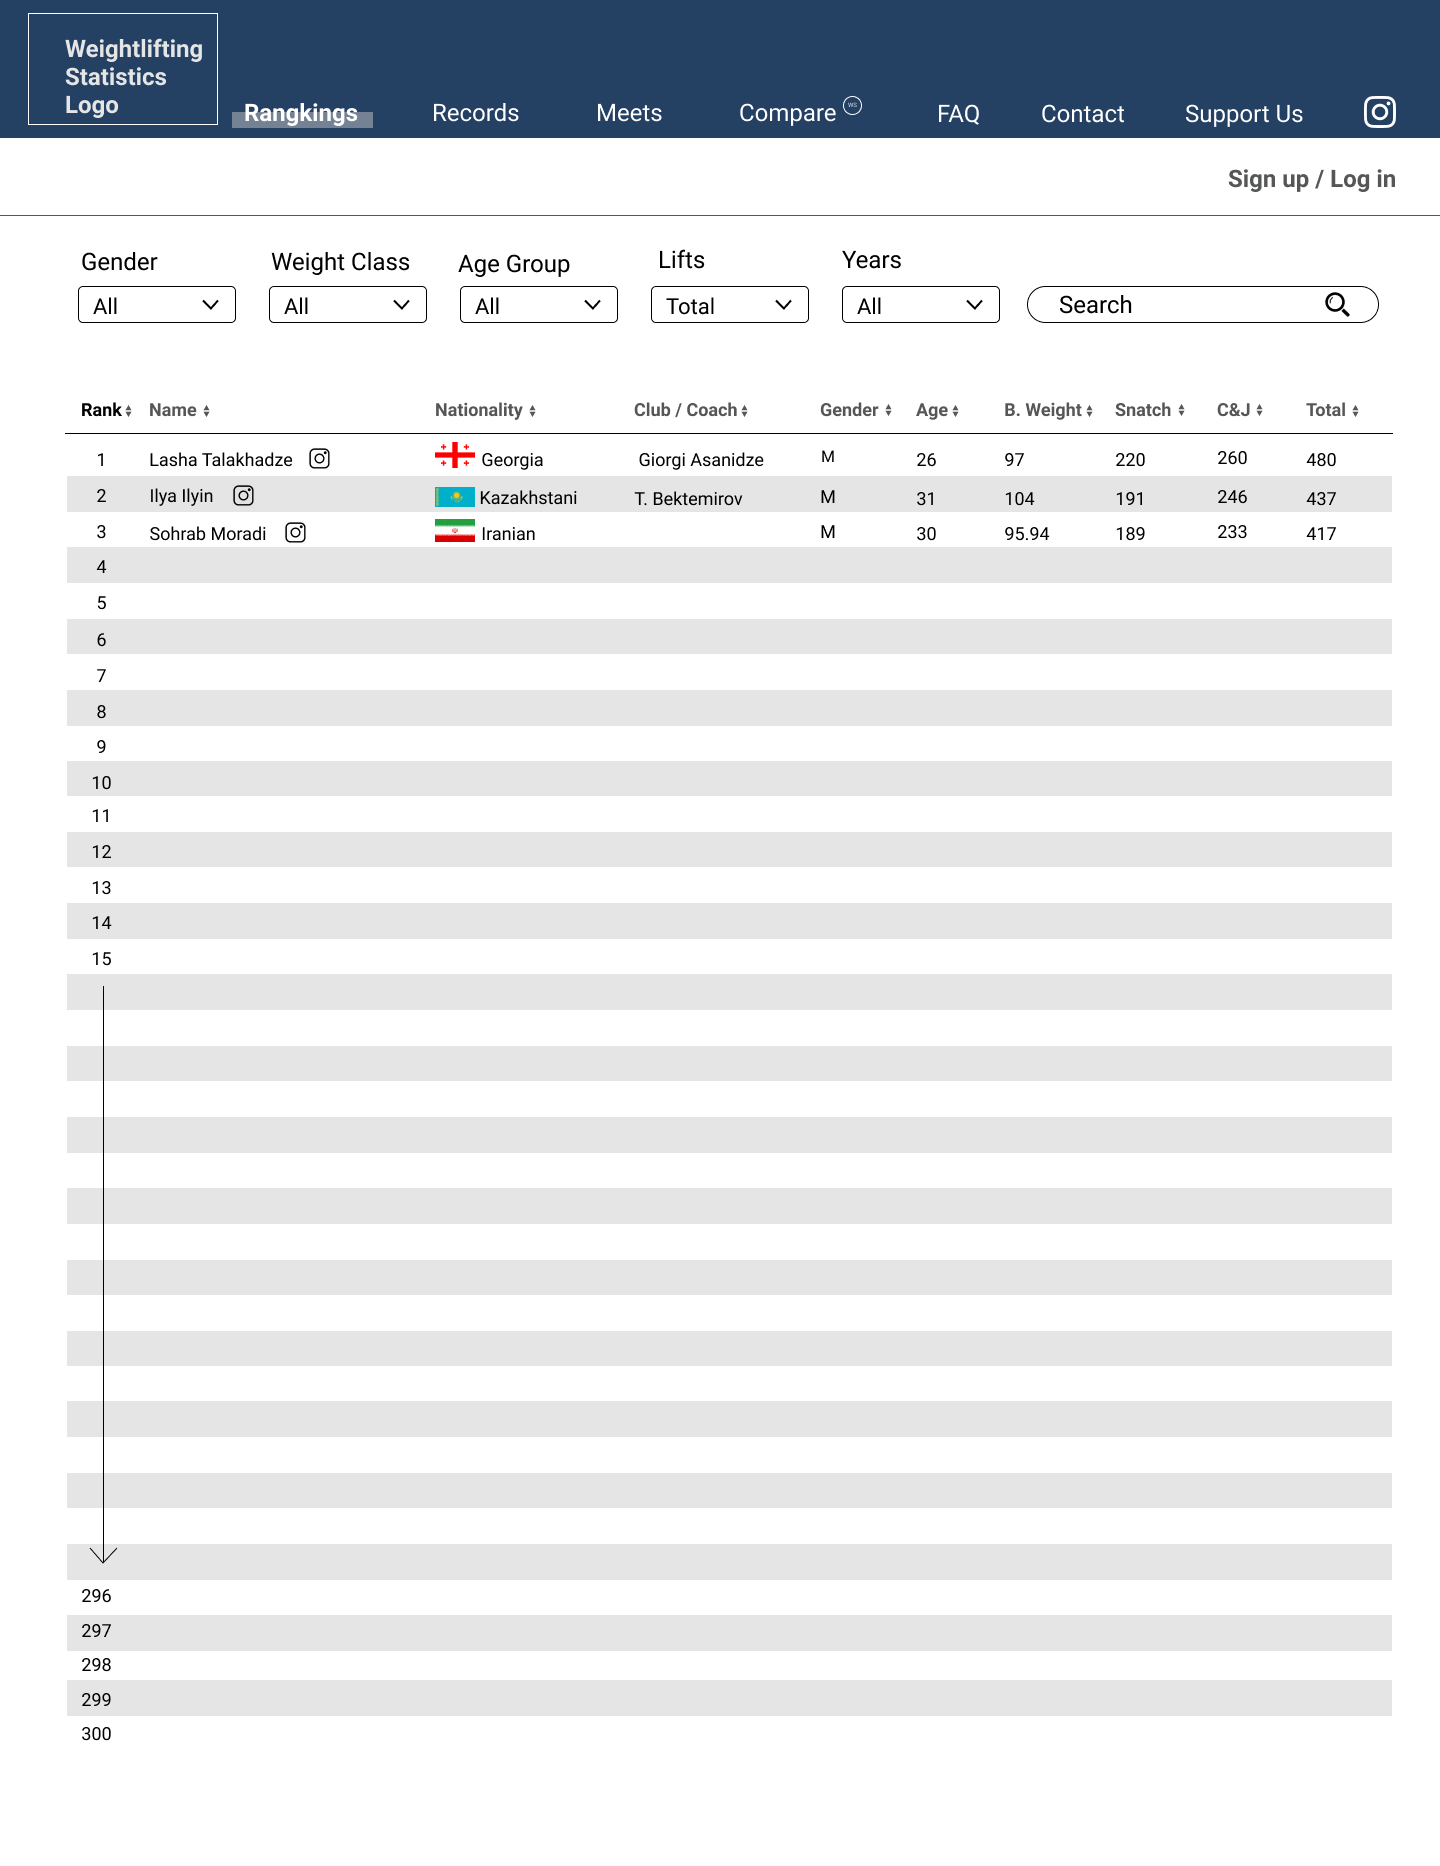 Weightlifting
Statistics
Logo
Rangkings Records Meets Compare WS FAQ Contact Support Us
Sign up / Log in
Gender Weight Class Age Group Lifts Years
All All All Total All Search
Rank Name Nationality Club / Coach Gender Age B. Weight Snatch C&J Total
1 Lasha Talakhadze Georgia Giorgi Asanidze M 26 97 220 260 480
2 Ilya Ilyin Kazakhstani T. Bektemirov M 31 104 191 246 437
3 Sohrab Moradi Iranian M 30 95.94 189 233 417
4
5
6
7
8
9
10
11
12
13
14
15
296
297
298
299
300